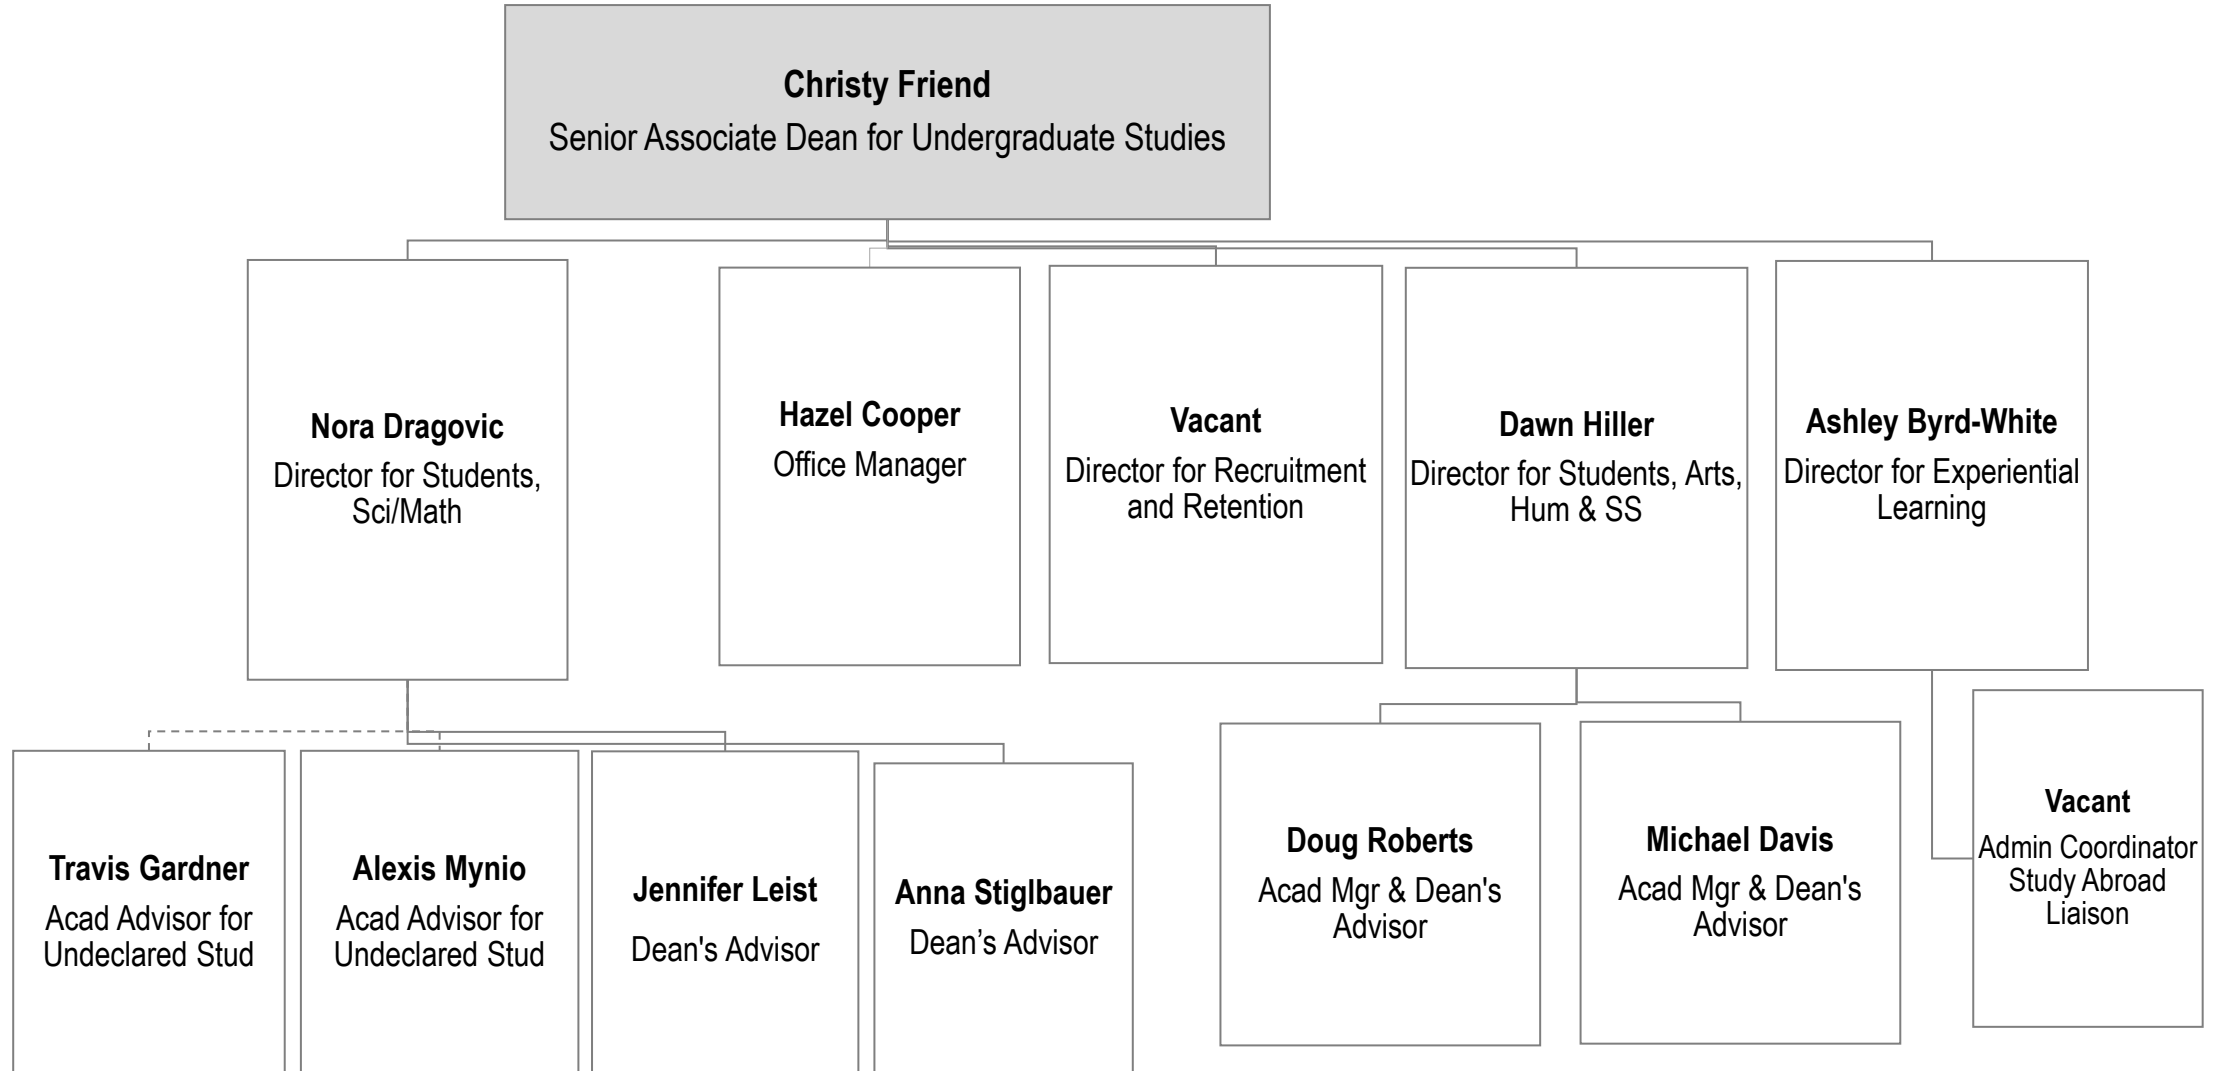 Christy Friend
Senior Associate Dean for Undergraduate Studies
Nora Dragovic
Director for Students,
Sci/Math
Hazel Cooper
Office Manager
Vacant
Director for Recruitment
and Retention
Dawn Hiller
Director for Students, Arts,
Hum & SS
Ashley Byrd-White
Director for Experiential
Learning
Travis Gardner
Acad Advisor for
Undeclared Stud
Alexis Mynio
Acad Advisor for
Undeclared Stud
Jennifer Leist
Dean's Advisor
Anna Stiglbauer
Dean’s Advisor
Doug Roberts
Acad Mgr & Dean's
Advisor
Michael Davis
Acad Mgr & Dean's
Advisor
Vacant
Admin Coordinator
Study Abroad
Liaison